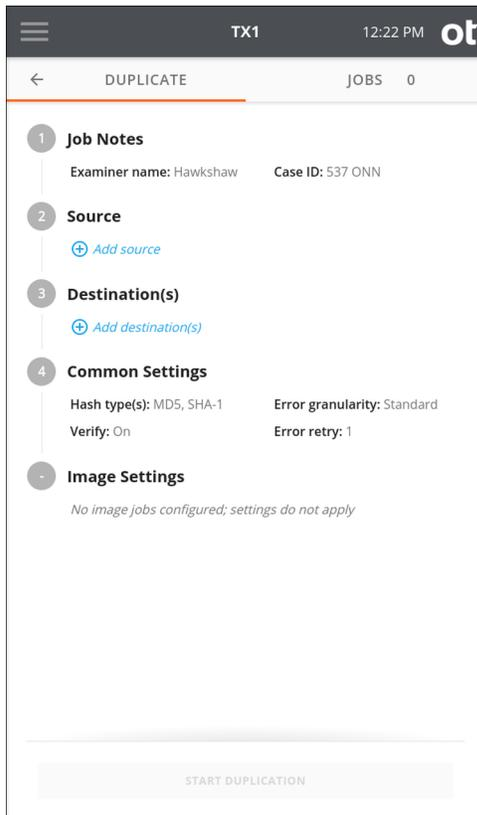 TX1 12:22 PM ot
DUPLICATE JOBS 0
1 Job Notes
Examiner name: Hawkshaw Case ID: 537 ONN
2 Source
Add source
3 Destination(s)
Add destination(s)
4 Common Settings
Hash type(s): MD5, SHA-1 Error granularity: Standard
Verify: On Error retry: 1
- Image Settings
No image jobs configured; settings do not apply
START DUPLICATION